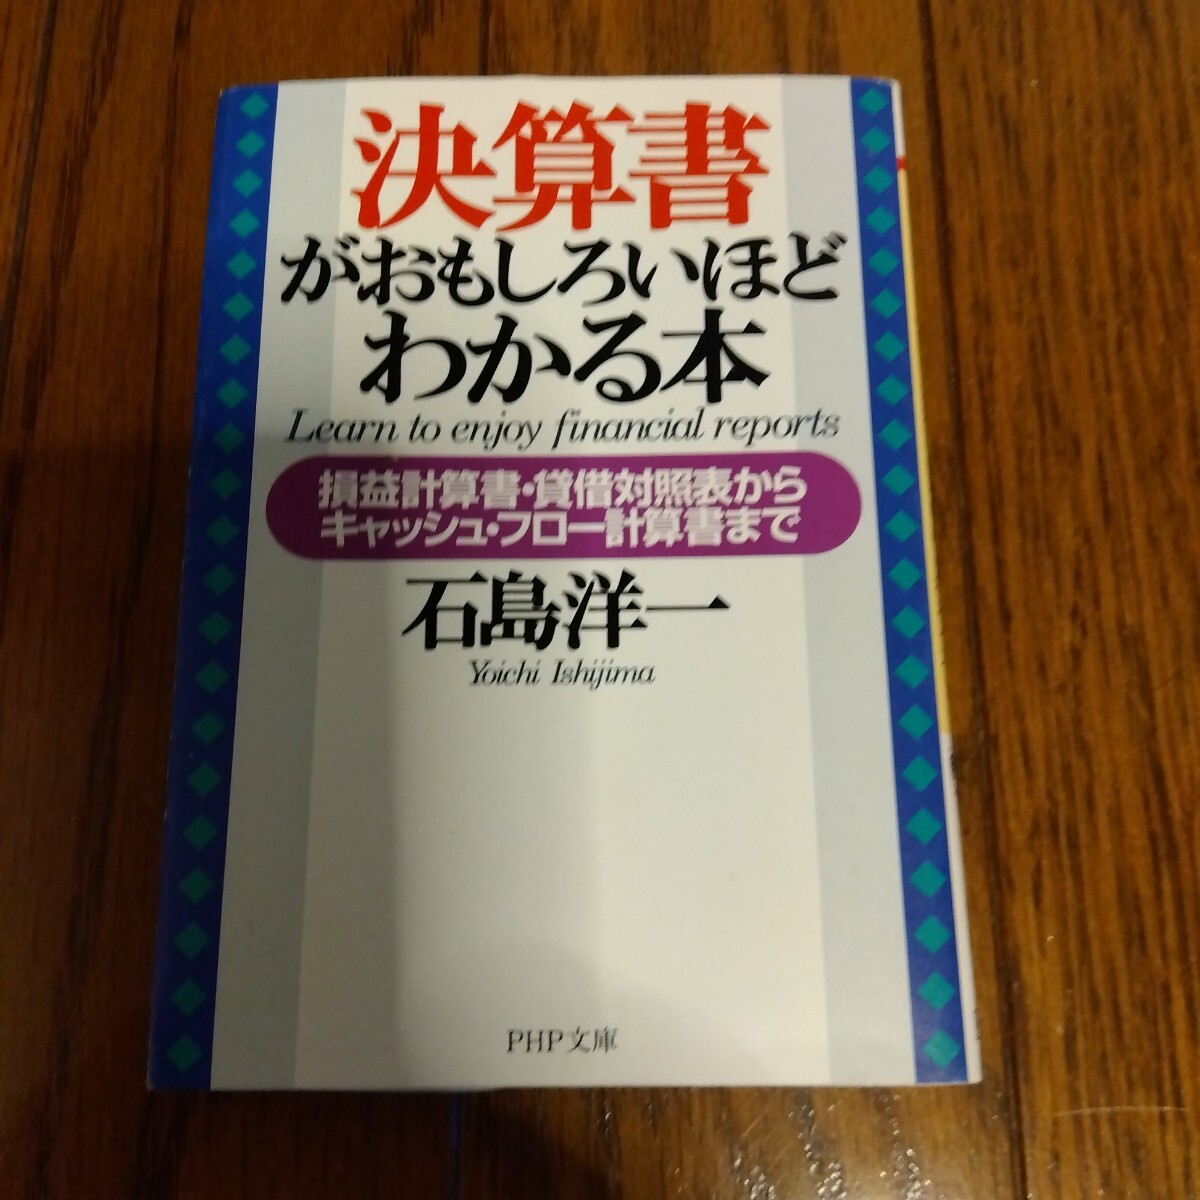 決算書
がおもしろいほど
わかる本
Learn to enjoy financial reports
損益計算書・貸借対照表から
キャッシュ・フロー計算書まで
石島洋一
Yoichi Ishijima
PHP文庫